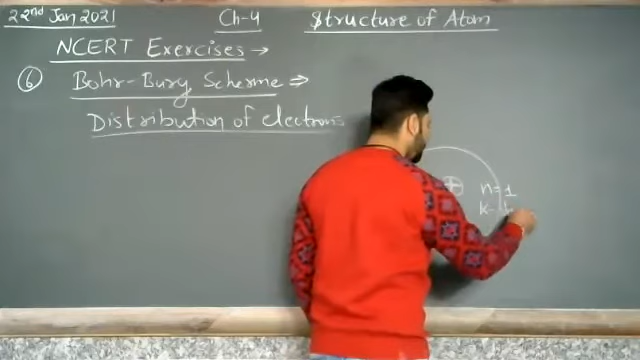 22nd Jan 2021
Ch-4
Structure of Atom
NCERT Exercises →
⑥ Bohr-Bury Scheme ⇒
Distribution of electrons
+
n=1
K-